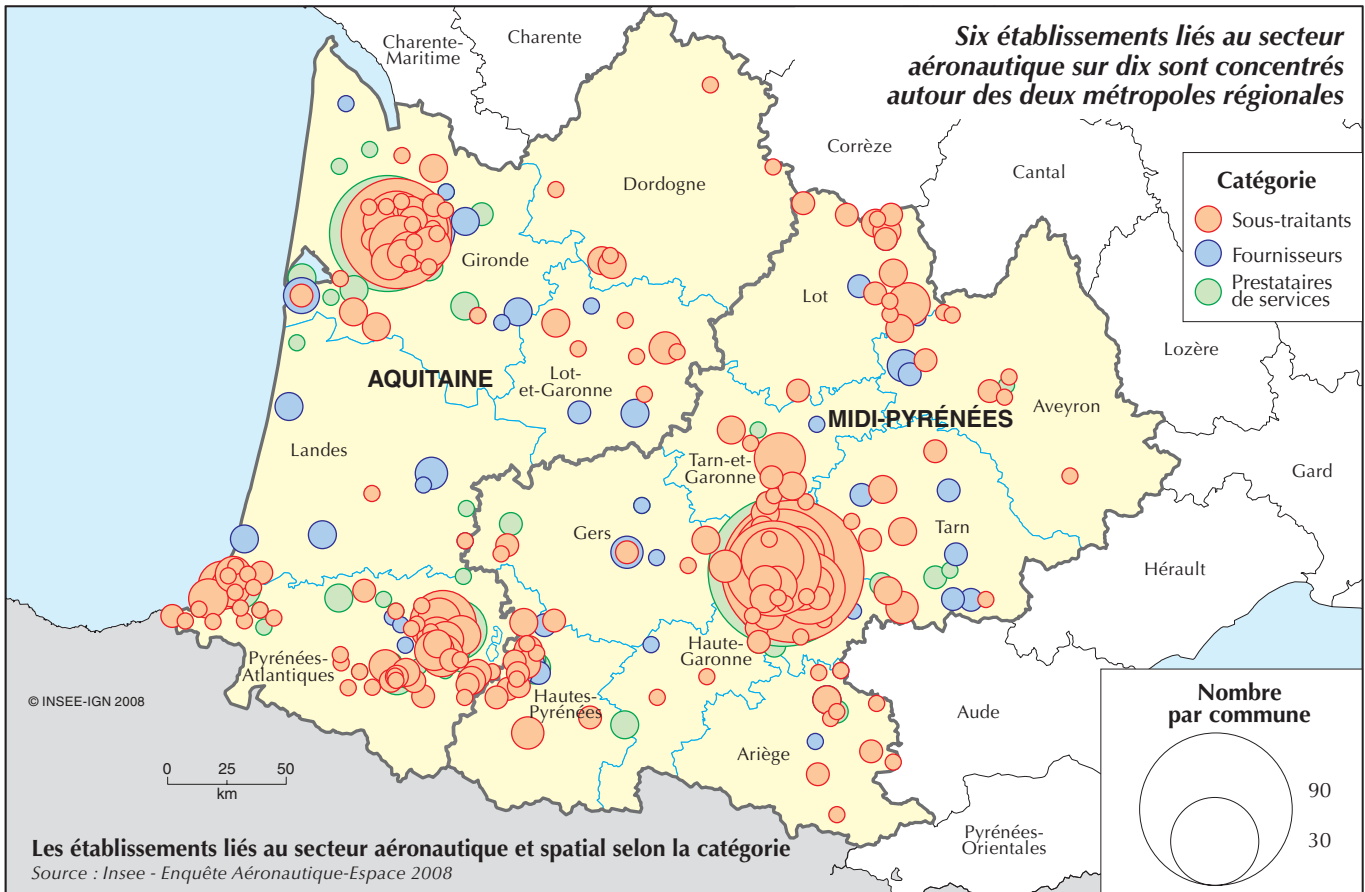 Six établissements liés au secteur
aéronautique sur dix sont concentrés
autour des deux métropoles régionales
Charente-
Maritime
Charente
Corrèze
Cantal
Dordogne
Catégorie
Sous-traitants
Fournisseurs
Prestataires
de services
Gironde
Lot
Lozère
AQUITAINE
Lot-
et-Garonne
Aveyron
MIDI-PYRÉNÉES
Landes
Tarn-et-
Garonne
Gard
Gers
Tarn
Hérault
Haute-
Garonne
Pyrénées-
Atlantiques
Hautes-
Pyrénées
© INSEE-IGN 2008
Aude
Ariège
Nombre
par commune
90
30
0 25 50
km
Pyrénées-
Orientales
Les établissements liés au secteur aéronautique et spatial selon la catégorie
Source : Insee - Enquête Aéronautique-Espace 2008